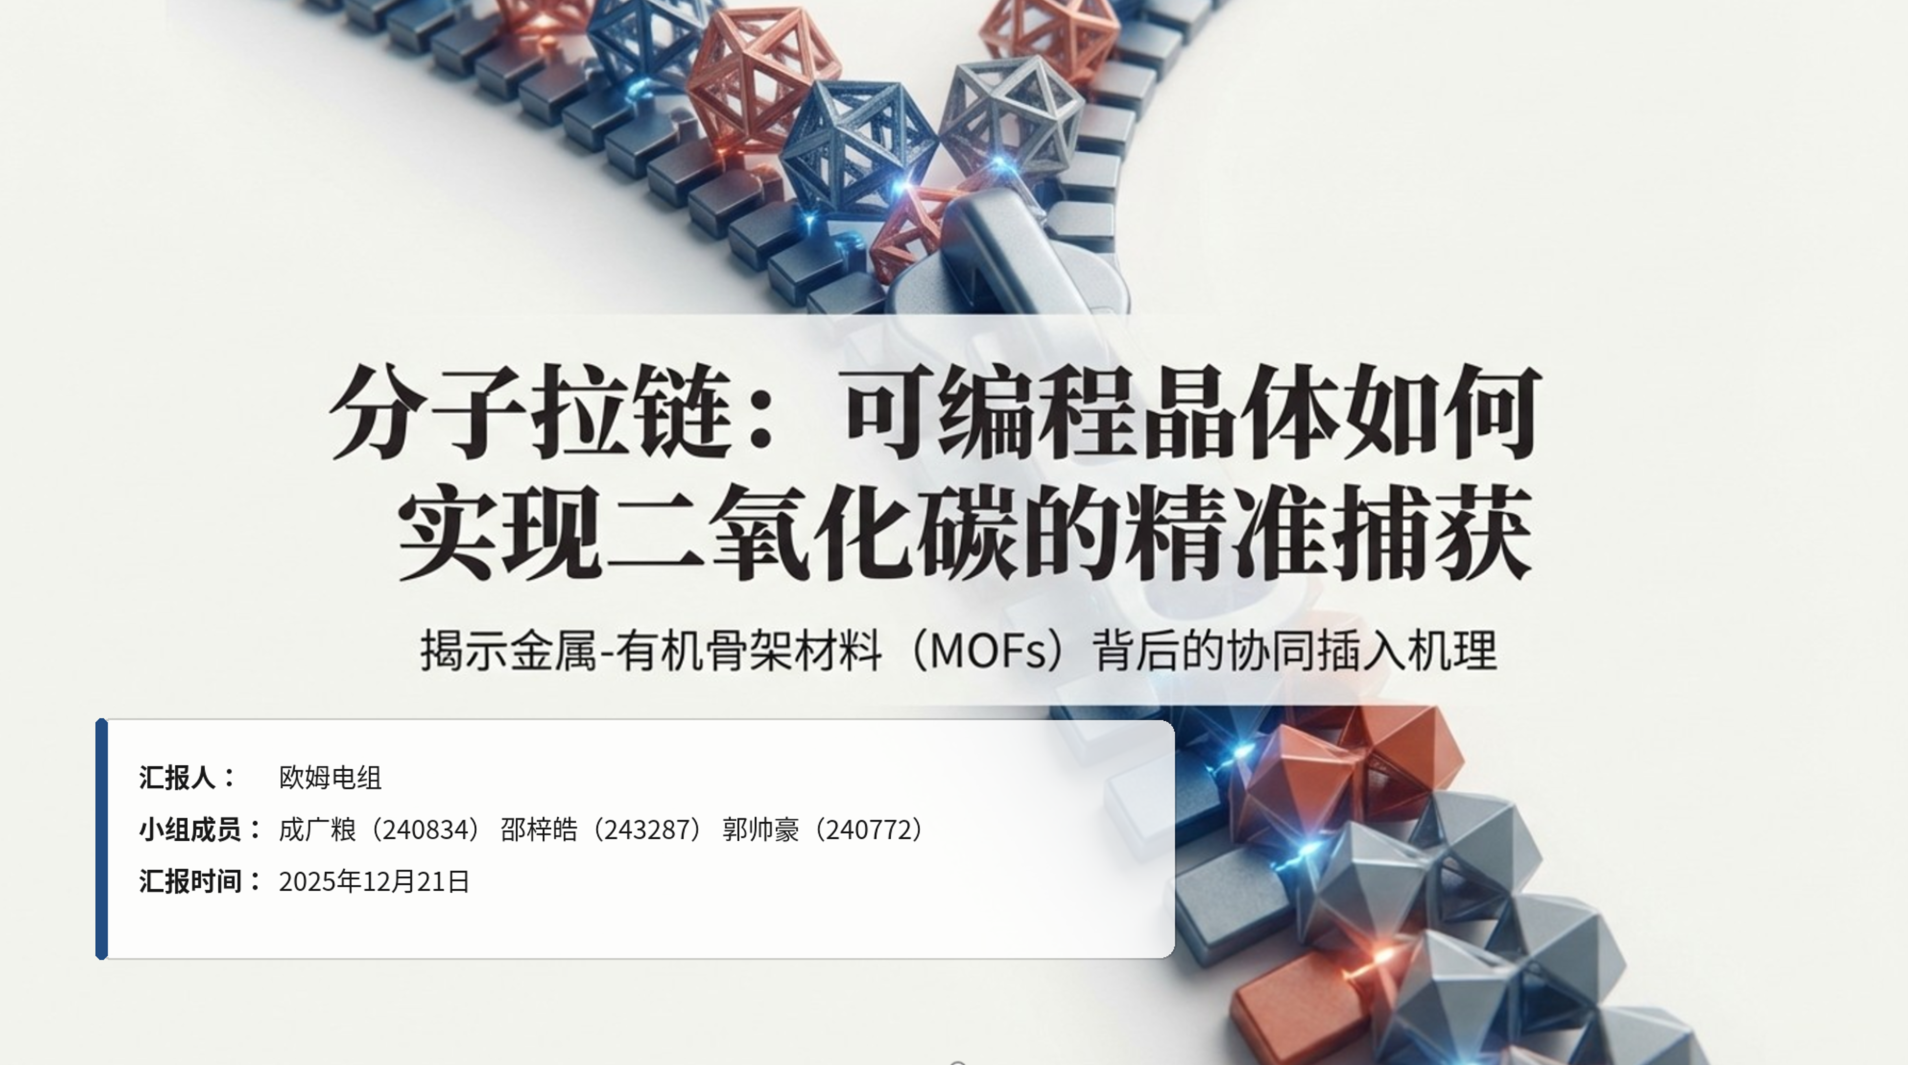 分子拉链：可编程晶体如何
实现二氧化碳的精准捕获
揭示金属-有机骨架材料（MOFs）背后的协同插入机理
汇报人： 欧姆电组
小组成员： 成广粮（240834） 邵梓皓（243287） 郭帅豪（240772）
汇报时间： 2025年12月21日